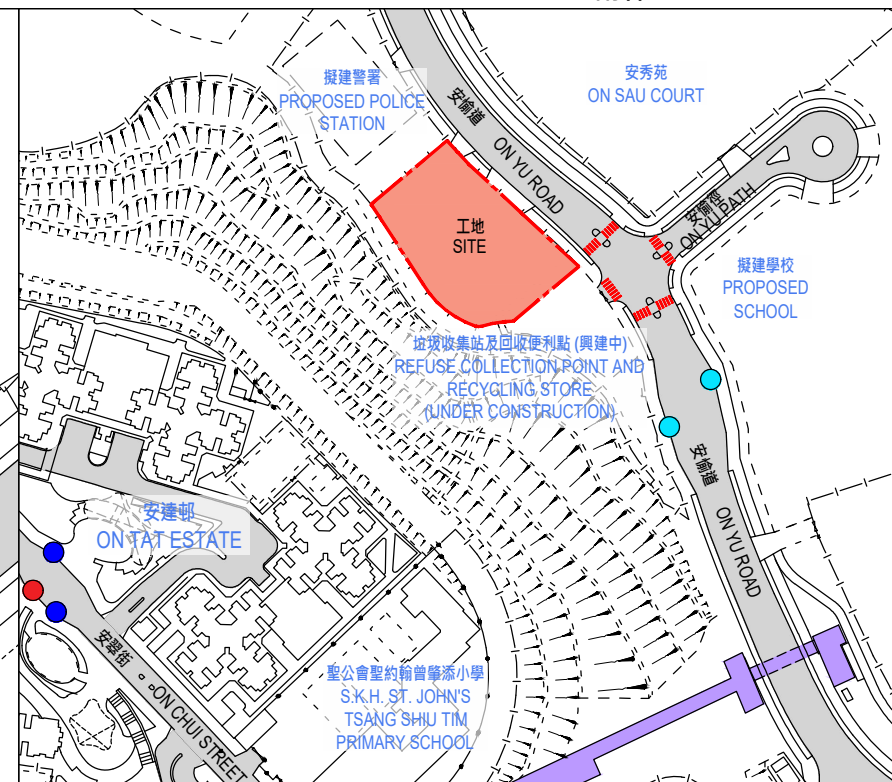 擬建警署
PROPOSED POLICE
STATION
安秀苑
ON SAU COURT
安愉道
ON YU ROAD
安愉徑
ON YU PATH
工地
SITE
擬建學校
PROPOSED
SCHOOL
垃圾收集站及回收便利點 (興建中)
REFUSE COLLECTION POINT AND
RECYCLING STORE
(UNDER CONSTRUCTION)
安愉道
ON YU ROAD
安達邨
ON TAT ESTATE
安翠街
ON CHUI STREET
聖公會聖約翰曾肇添小學
S.K.H. ST. JOHN'S
TSANG SHIU TIM
PRIMARY SCHOOL